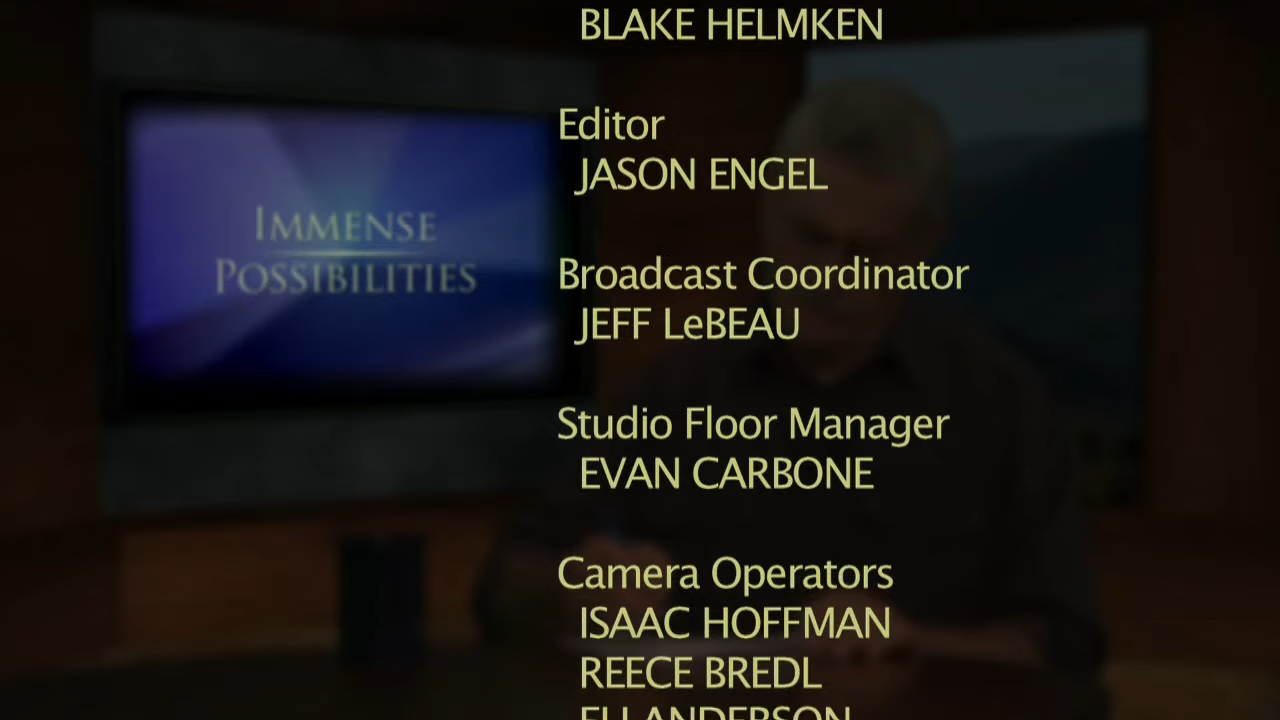 BLAKE HELMKEN
Editor
JASON ENGEL
Broadcast Coordinator
JEFF LeBEAU
Studio Floor Manager
EVAN CARBONE
Camera Operators
ISAAC HOFFMAN
REECE BREDL
IMMENSE
POSSIBILITIES